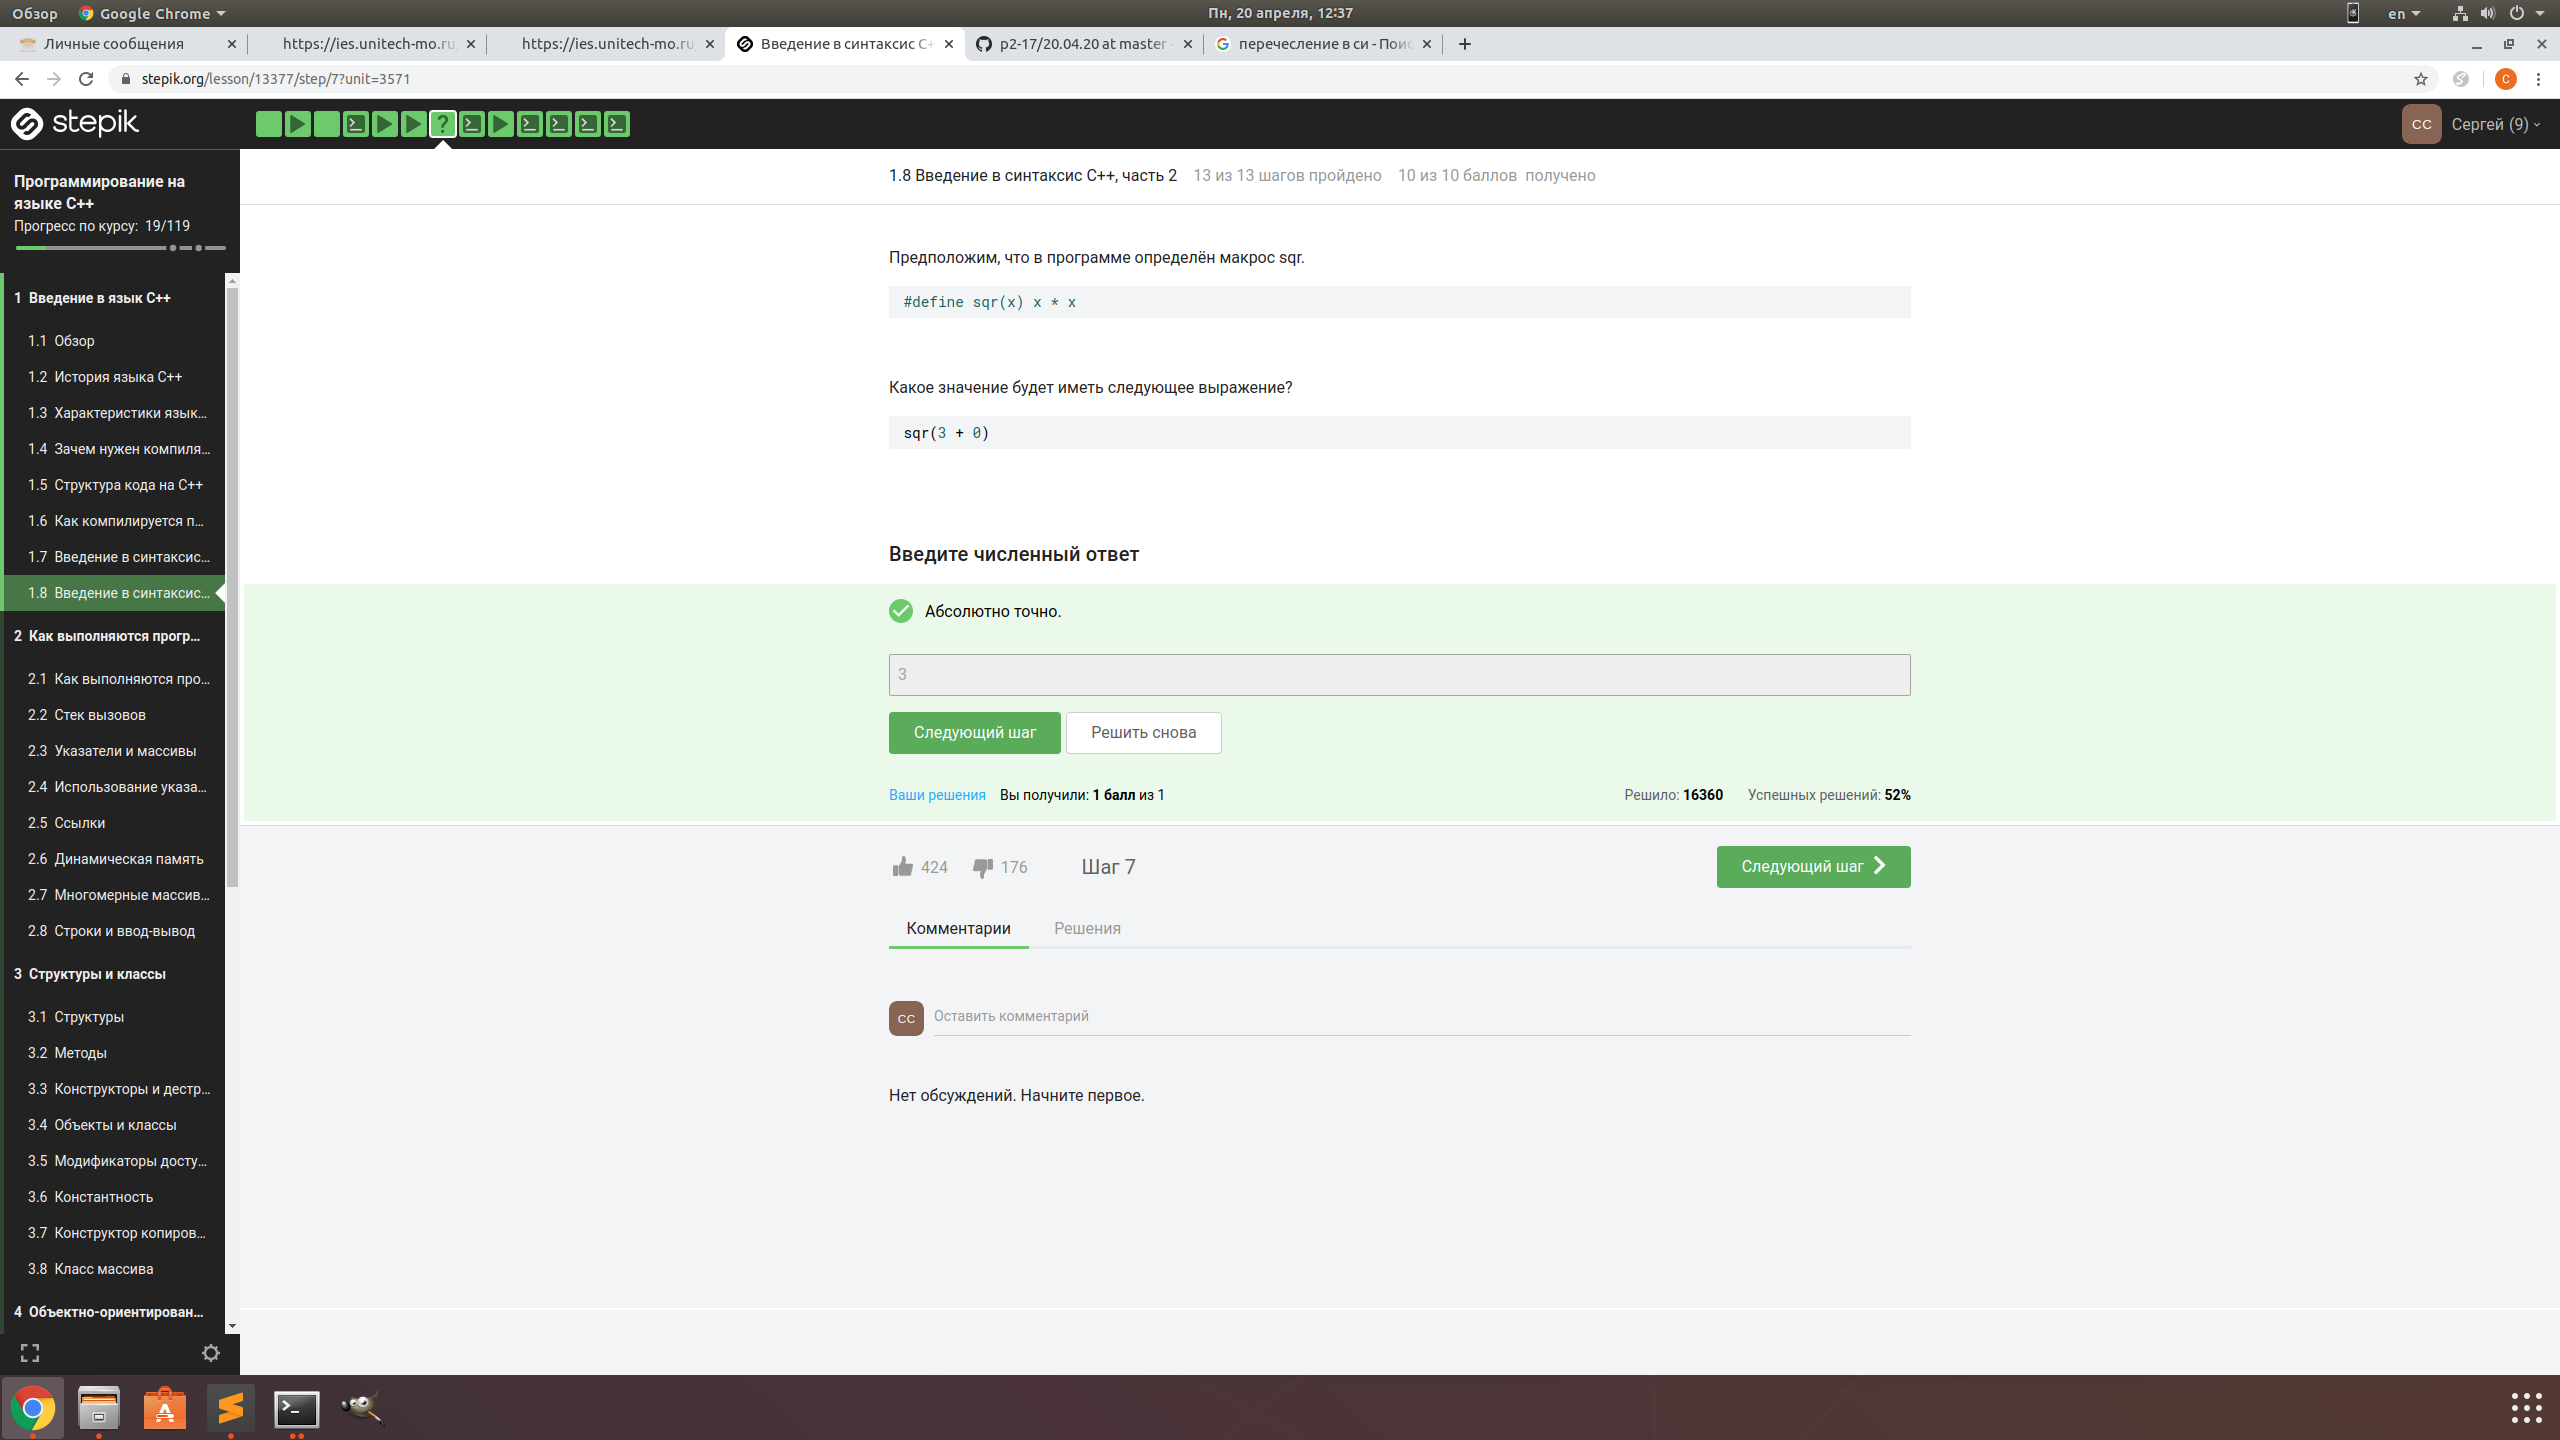 Обзор
Google Chrome
Пн, 20 апреля, 12:37
en
Личные сообщения
https://ies.unitech-mo.ru
https://ies.unitech-mo.ru
Введение в синтаксис C+
p2-17/20.04.20 at master
перечесление в си - Поис
stepik.org/lesson/13377/step/7?unit=3571
C
stepik
CC
Сергей (9)
Программирование на
языке C++
Прогресс по курсу: 19/119
1 Введение в язык C++
1.1 Обзор
1.2 История языка C++
1.3 Характеристики язык...
1.4 Зачем нужен компиля...
1.5 Структура кода на C++
1.6 Как компилируется п...
1.7 Введение в синтаксис...
1.8 Введение в синтаксис...
2 Как выполняются прогр...
2.1 Как выполняются про...
2.2 Стек вызовов
2.3 Указатели и массивы
2.4 Использование указа...
2.5 Ссылки
2.6 Динамическая память
2.7 Многомерные массив...
2.8 Строки и ввод-вывод
3 Структуры и классы
3.1 Структуры
3.2 Методы
3.3 Конструкторы и дестр...
3.4 Объекты и классы
3.5 Модификаторы досту...
3.6 Константность
3.7 Конструктор копиров...
3.8 Класс массива
4 Объектно-ориентирован...
1.8 Введение в синтаксис C++, часть 2 13 из 13 шагов пройдено 10 из 10 баллов получено
Предположим, что в программе определён макрос sqr.
#define sqr(x) x * x
Какое значение будет иметь следующее выражение?
sqr(3 + 0)
Введите численный ответ
Абсолютно точно.
3
Следующий шаг
Решить снова
Ваши решения Вы получили: 1 балл из 1
Решило: 16360 Успешных решений: 52%
424 176 Шаг 7
Следующий шаг
Комментарии Решения
CC
Оставить комментарий
Нет обсуждений. Начните первое.